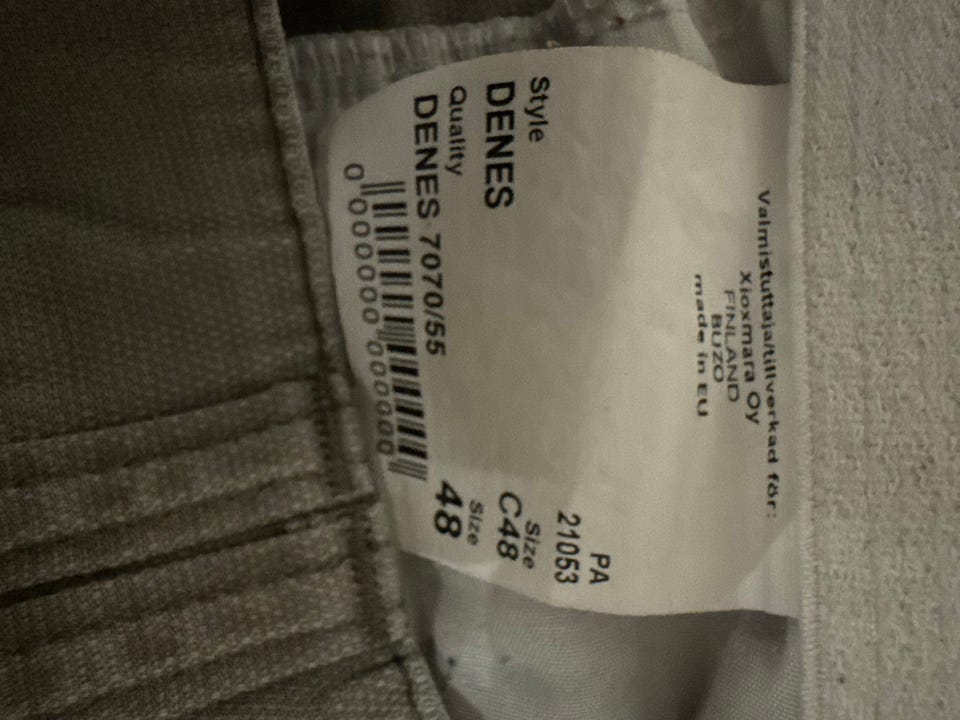 Valmistuttaja/tillverkad för:
Xioxmara Oy
FINLAND
BUZO
made in EU
PA
21053
Style
DENES
Size
C48
Quality
DENES 7070/55
Size
48
0 000000 000000